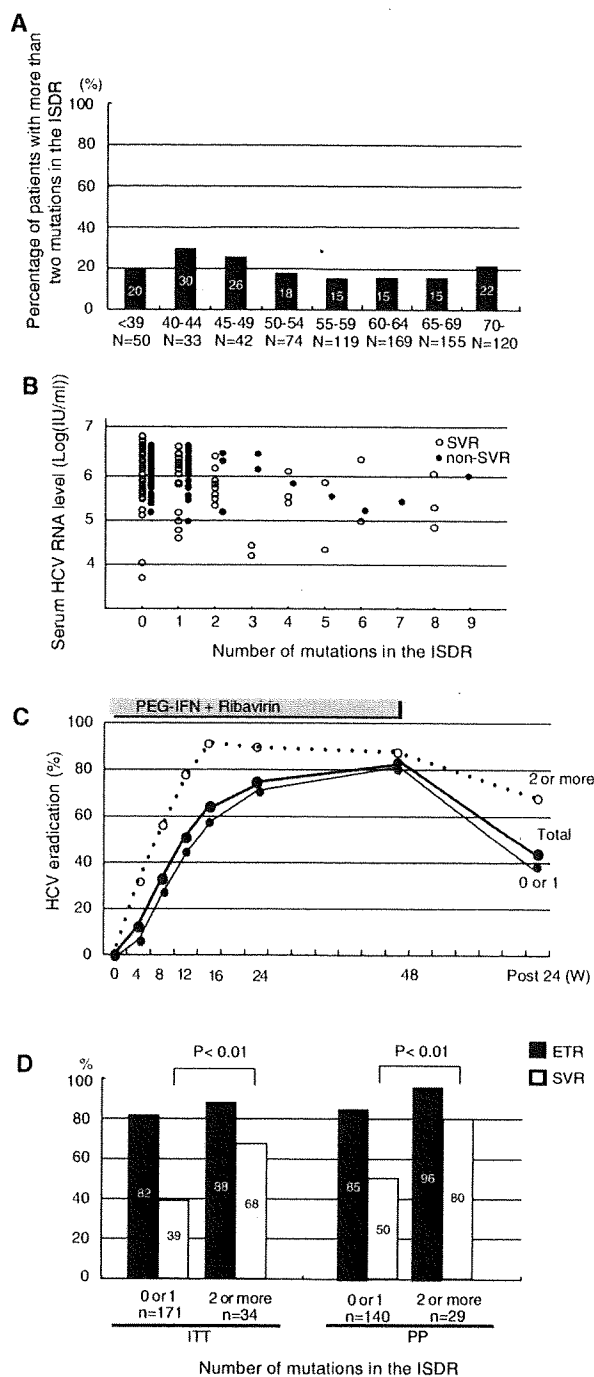 A
Percentage of patients with more than
two mutations in the ISDR
(%)
100
80
60
40
20
0
20 30 26 18 15 15 15 22
<39 40-44 45-49 50-54 55-59 60-64 65-69 70-
N=50 N=33 N=42 N=74 N=119 N=169 N=155 N=120
B
Serum HCV RNA level (Log(IU/ml))
7
6
5
4
SVR
non-SVR
0 1 2 3 4 5 6 7 8 9
Number of mutations in the ISDR
C
PEG-IFN + Ribavirin
HCV eradication (%)
100
80
60
40
20
0
2 or more
Total
0 or 1
0 4 8 12 16 24 48 Post 24 (W)
D
%
100
80
60
40
20
0
P< 0.01 P< 0.01
ETR
SVR
82 39 88 68 85 50 96 80
0 or 1 2 or more 0 or 1 2 or more
n=171 n=34 n=140 n=29
ITT PP
Number of mutations in the ISDR